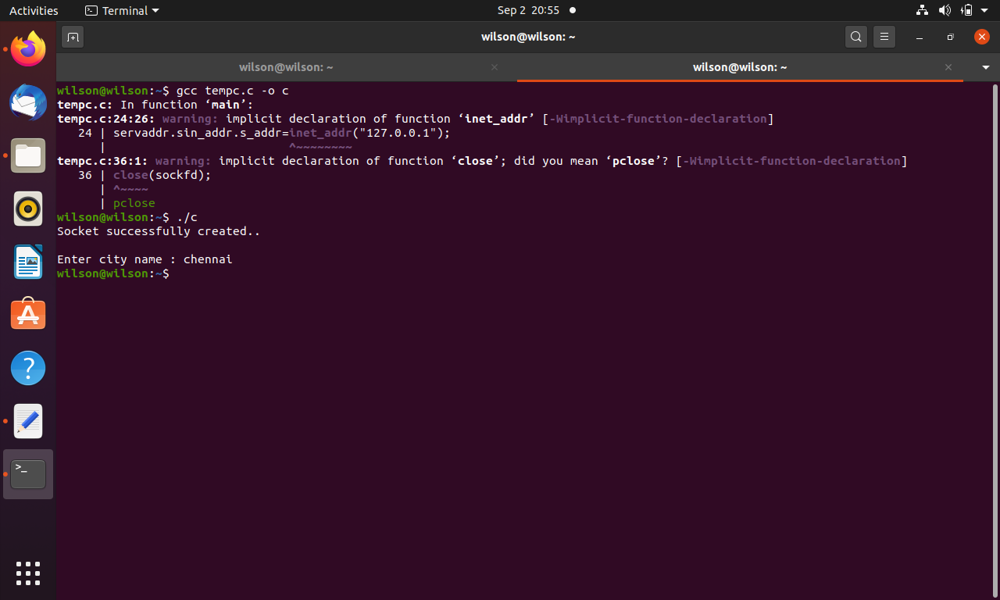 Activities Terminal Sep 2 20:55
wilson@wilson: ~
wilson@wilson: ~ wilson@wilson: ~
wilson@wilson:~$ gcc tempc.c -o c
tempc.c: In function ‘main’:
tempc.c:24:26: warning: implicit declaration of function ‘inet_addr’ [-Wimplicit-function-declaration]
   24 | servaddr.sin_addr.s_addr=inet_addr("127.0.0.1");
      |                          ^~~~~~~~~
tempc.c:36:1: warning: implicit declaration of function ‘close’; did you mean ‘pclose’? [-Wimplicit-function-declaration]
   36 | close(sockfd);
      | ^~~~~
      | pclose
wilson@wilson:~$ ./c
Socket successfully created..
Enter city name : chennai
wilson@wilson:~$